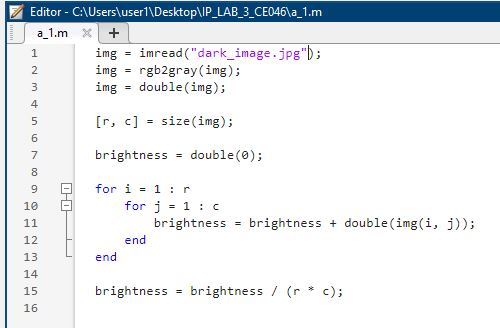 Editor - C:\Users\user1\Desktop\IP_LAB_3_CE046\a_1.m
a_1.m × +
1 img = imread("dark_image.jpg");
2 img = rgb2gray(img);
3 img = double(img);
4
5 [r, c] = size(img);
6
7 brightness = double(0);
8
9 for i = 1 : r
10 for j = 1 : c
11 brightness = brightness + double(img(i, j));
12 end
13 end
14
15 brightness = brightness / (r * c);
16